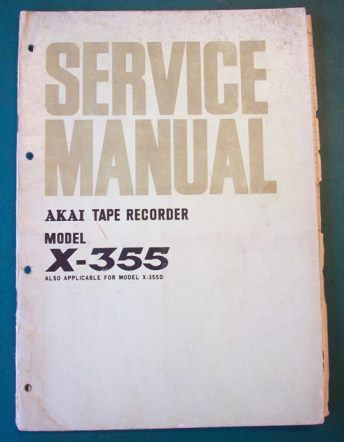 SERVICE
MANUAL
AKAI TAPE RECORDER
MODEL
X-355
ALSO APPLICABLE FOR MODEL X-355D